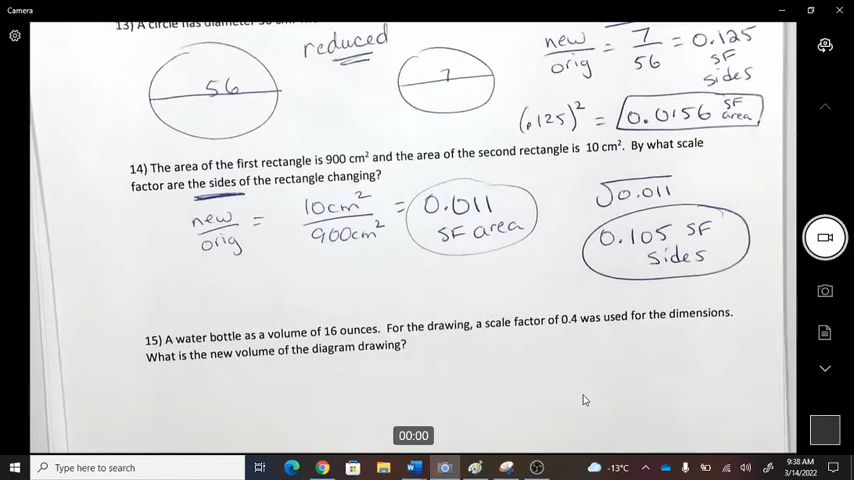 Camera
13) A circle has diameter 56 cm.
reduced
56
7
new
orig
=
7
56
= 0.125
SF
sides
(.125)² = 0.0156 SF
area
14) The area of the first rectangle is 900 cm² and the area of the second rectangle is 10 cm². By what scale
factor are the sides of the rectangle changing?
new
orig
=
10cm²
900cm²
= 0.011
SF area
√0.011
0.105 SF
sides
15) A water bottle as a volume of 16 ounces. For the drawing, a scale factor of 0.4 was used for the dimensions.
What is the new volume of the diagram drawing?
00:00
Type here to search
-13°C
9:38 AM
3/14/2022